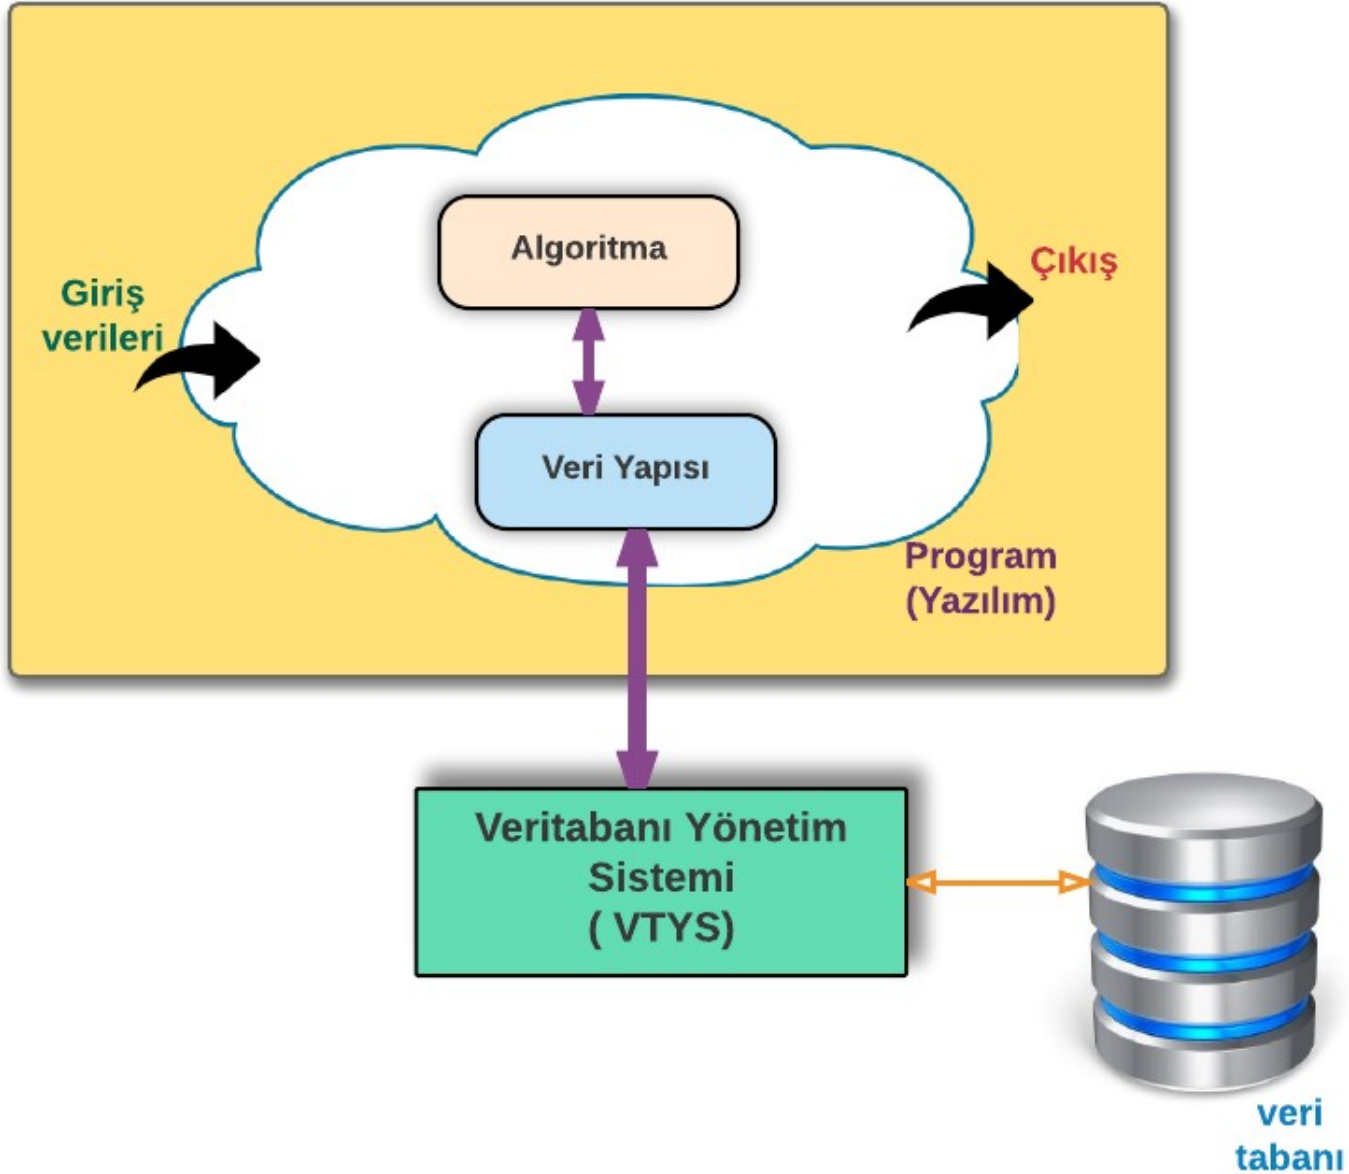 Algoritma
Giriş
verileri
Çıkış
Veri Yapısı
Program
(Yazılım)
Veritabanı Yönetim
Sistemi
( VTYS)
veri
tabanı